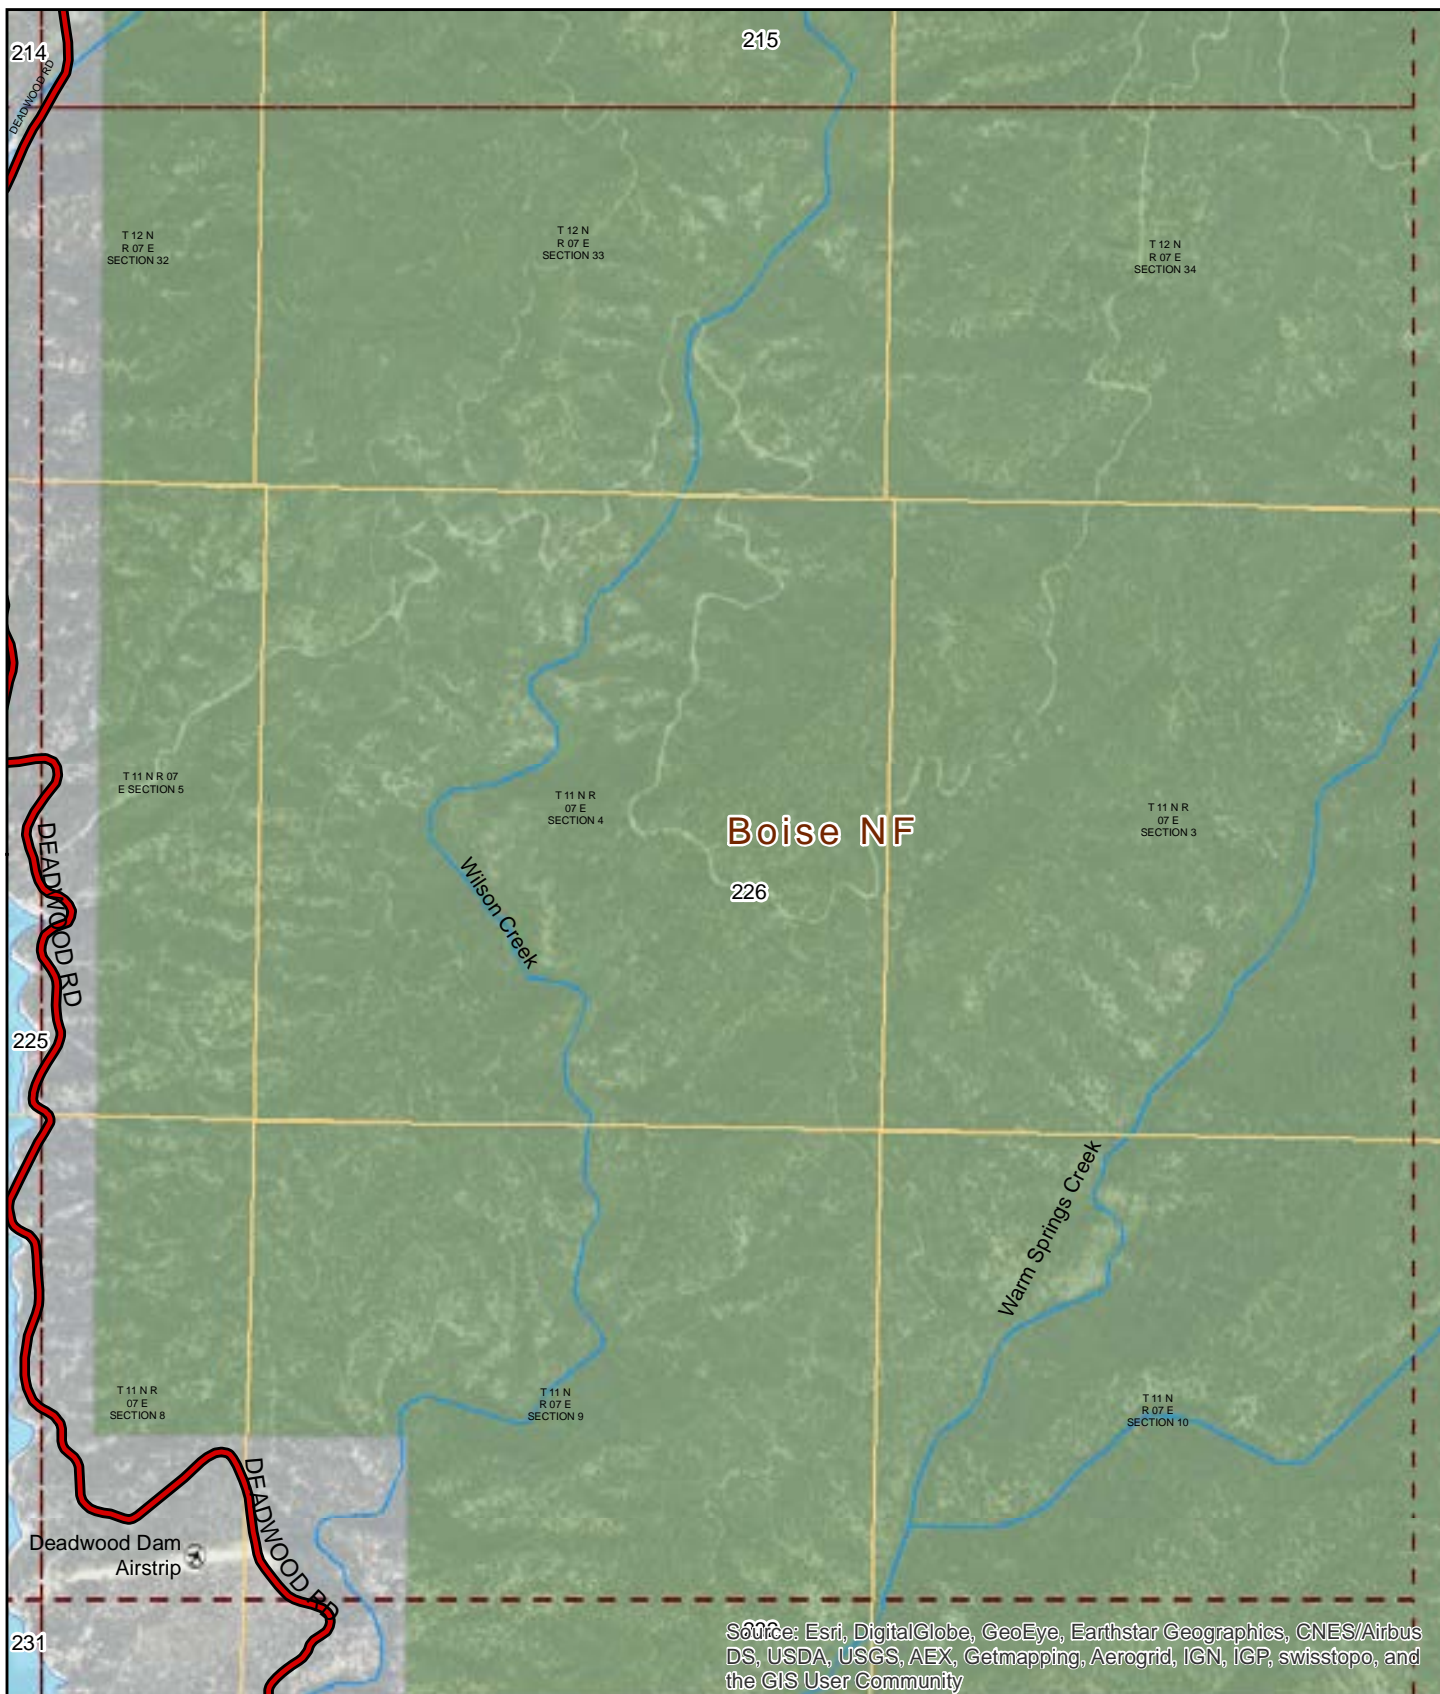 214
215
DEADWOOD RD
T 12 N
R 07 E
SECTION 32
T 12 N
R 07 E
SECTION 33
T 12 N
R 07 E
SECTION 34
T 11 N R 07
E SECTION 5
T 11 N R
07 E
SECTION 4
T 11 N R
07 E
SECTION 3
Boise NF
226
DEADWOOD RD
Wilson Creek
225
Warm Springs Creek
T 11 N R
07 E
SECTION 8
T 11 N
R 07 E
SECTION 9
T 11 N
R 07 E
SECTION 10
DEADWOOD RD
Deadwood Dam
Airstrip
231
Source: Esri, DigitalGlobe, GeoEye, Earthstar Geographics, CNES/Airbus
DS, USDA, USGS, AEX, Getmapping, Aerogrid, IGN, IGP, swisstopo, and
the GIS User Community